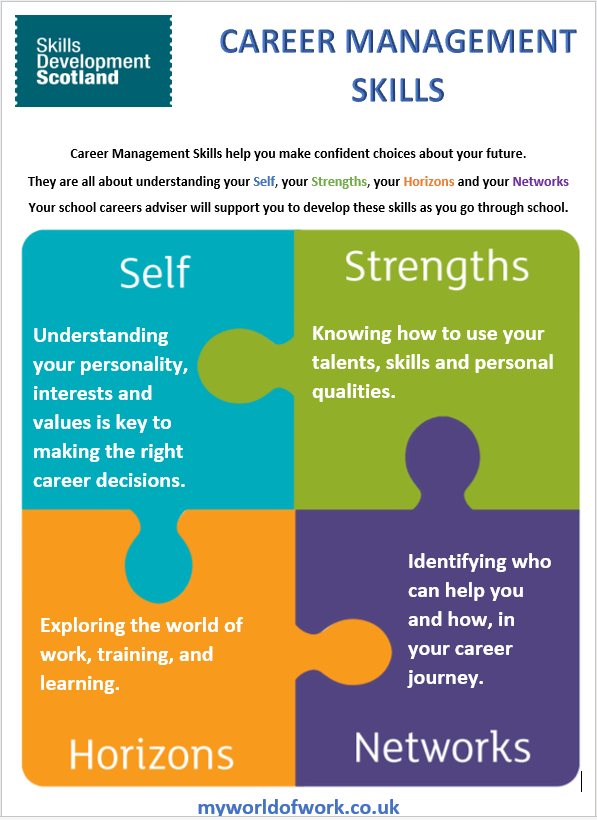 Skills
Development
Scotland
CAREER MANAGEMENT
SKILLS
Career Management Skills help you make confident choices about your future.
They are all about understanding your Self, your Strengths, your Horizons and your Networks
Your school careers adviser will support you to develop these skills as you go through school.
Self
Understanding
your personality,
interests and
values is key to
making the right
career decisions.
Strengths
Knowing how to use your
talents, skills and personal
qualities.
Exploring the world of
work, training, and
learning.
Horizons
Identifying who
can help you
and how, in
your career
journey.
Networks
myworldofwork.co.uk